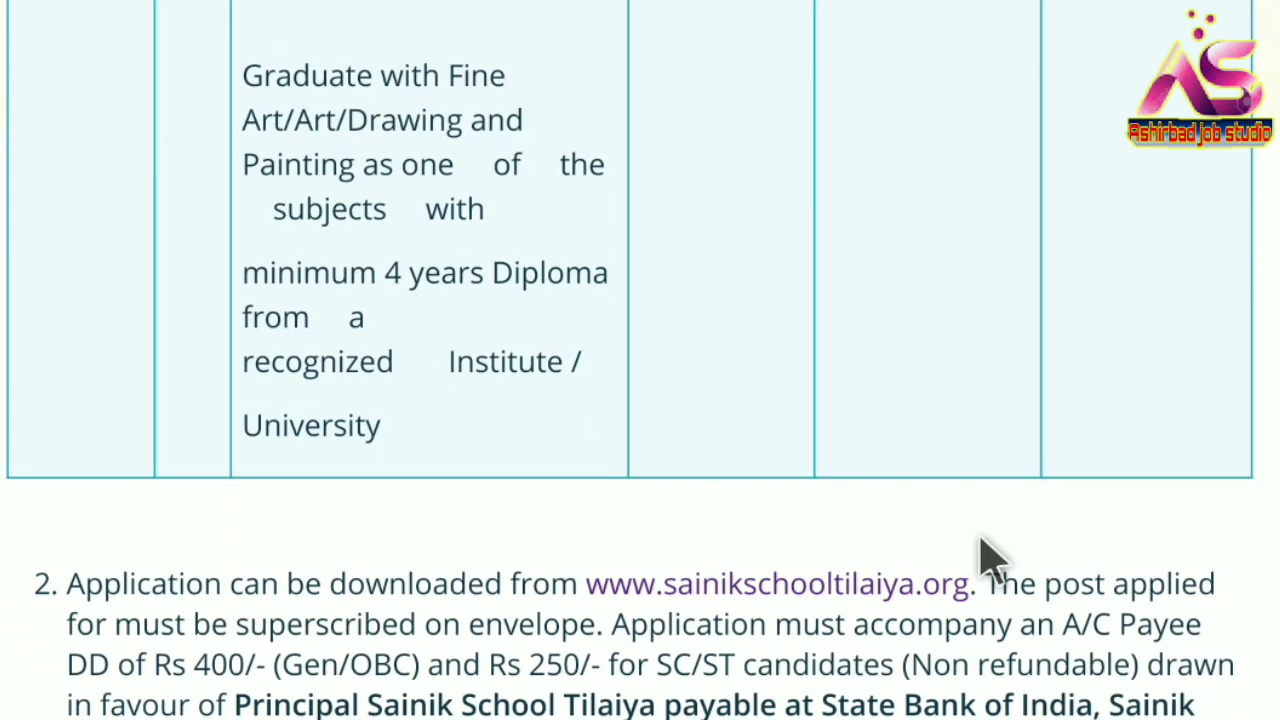 Graduate with Fine
Art/Art/Drawing and
Painting as one of the
subjects with
minimum 4 years Diploma
from a
recognized Institute /
University
AS
Ashirbad job studio
2. Application can be downloaded from www.sainikschooltilaiya.org. The post applied
for must be superscribed on envelope. Application must accompany an A/C Payee
DD of Rs 400/- (Gen/OBC) and Rs 250/- for SC/ST candidates (Non refundable) drawn
in favour of Principal Sainik School Tilaiya payable at State Bank of India, Sainik